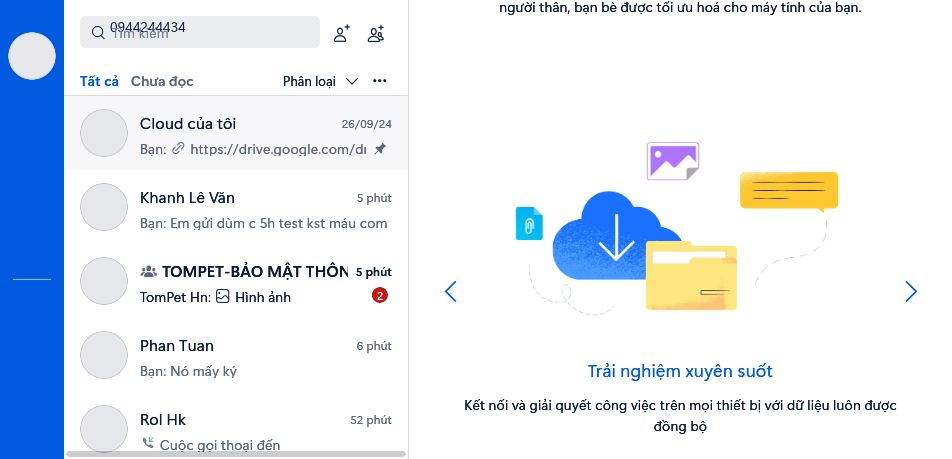 người thân, bạn bè được tối ưu hoá cho máy tính của bạn.
0944244434
Tìm kiếm
Tất cả Chưa đọc Phân loại
Cloud của tôi 26/09/24
Bạn: https://drive.google.com/dr
Khanh Lê Văn 5 phút
Bạn: Em gửi dùm c 5h test kst máu com
TOMPET-BẢO MẬT THÔN 5 phút
TomPet Hn: Hình ảnh 2
Phan Tuan 6 phút
Bạn: Nó mấy ký
Rol Hk 52 phút
Cuộc gọi thoại đến
Trải nghiệm xuyên suốt
Kết nối và giải quyết công việc trên mọi thiết bị với dữ liệu luôn được
đồng bộ